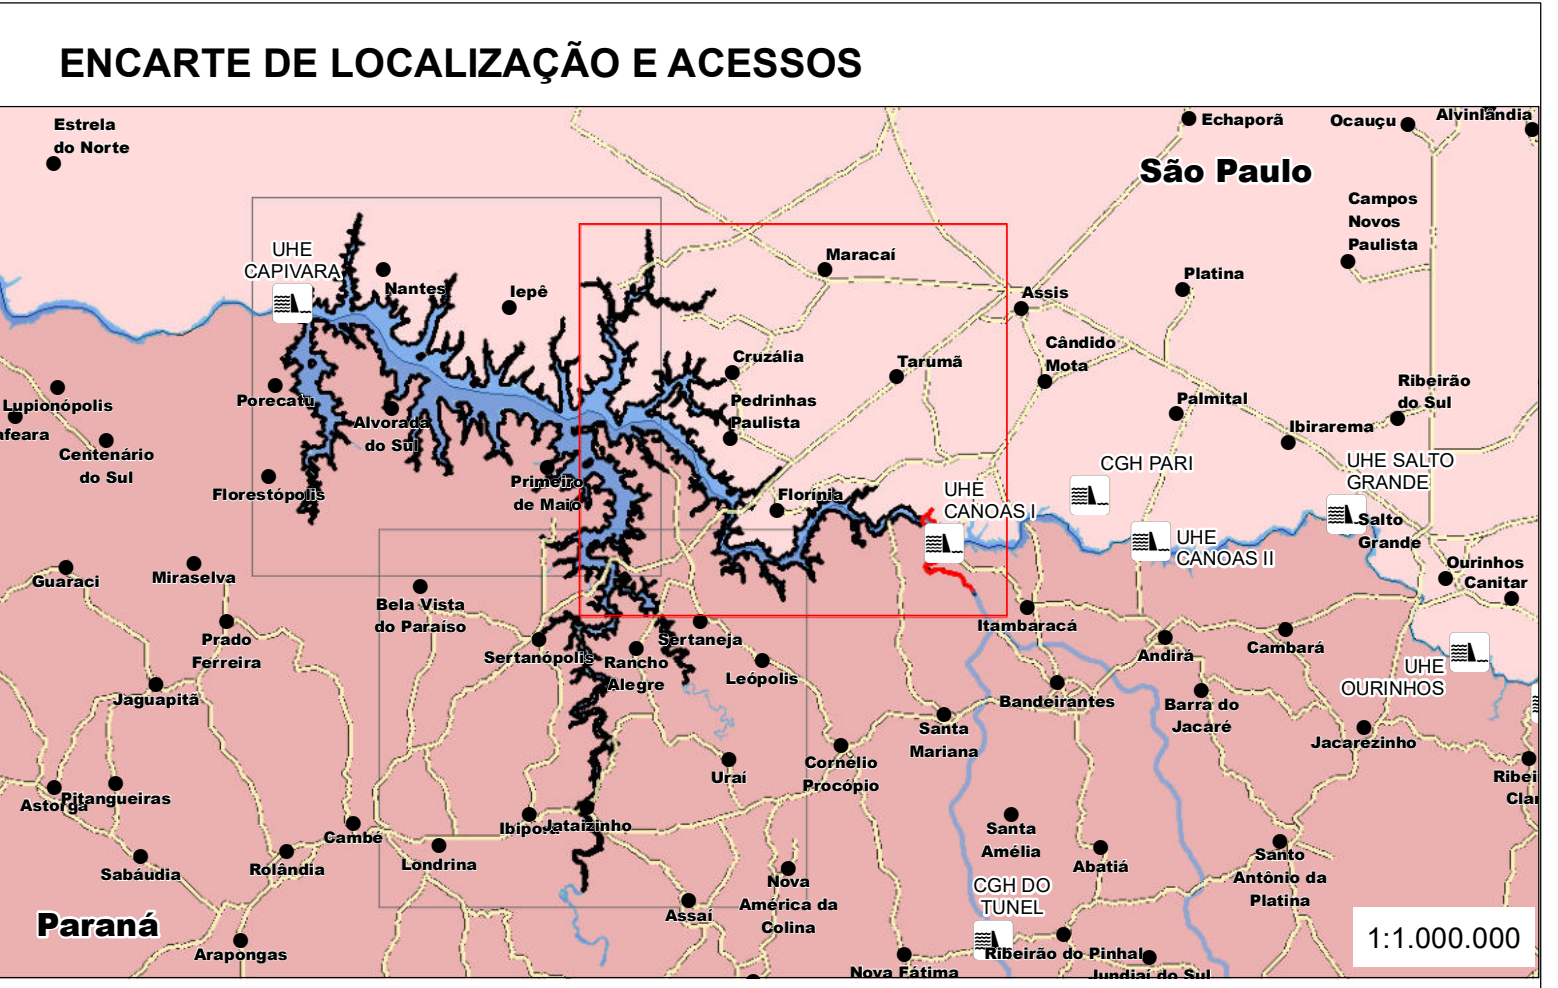 ENCARTE DE LOCALIZAÇÃO E ACESSOS
Estrela
do Norte
Echaporã
Ocauçu
Alvinlândia
São Paulo
Campos
Novos
Paulista
UHE
CAPIVARA
Nantes
Iepê
Maracaí
Platina
Assis
Cândido
Mota
Cruzália
Tarumã
Pedrinhas
Paulista
Ribeirão
do Sul
Palmital
Ibirarema
Lupionópolis
afeara
Centenário
do Sul
Porecatu
Alvorada
do Sul
Florestópolis
Primeiro
de Maio
Florínia
UHE
CANOAS I
CGH PARI
UHE SALTO
GRANDE
Salto
Grande
UHE
CANOAS II
Ourinhos
Canitar
Guaraci
Miraselva
Bela Vista
do Paraíso
Prado
Ferreira
Sertanópolis
Sertaneja
Rancho
Alegre
Leópolis
Itambaracá
Andirá
Cambará
UHE
OURINHOS
Jaguapitã
Bandeirantes
Barra do
Jacaré
Santa
Mariana
Jacarezinho
Cornélio
Procópio
Uraí
Ribei
Clar
Astorga
Pitangueiras
Cambé
Ibiporã
Jataizinho
Santa
Amélia
Abatiá
Santo
Antônio da
Platina
Sabáudia
Rolândia
Londrina
Nova
América da
Colina
CGH DO
TUNEL
Assaí
Paraná
Arapongas
Ribeirão do Pinhal
Nova Fátima
Jundiaí do Sul
1:1.000.000